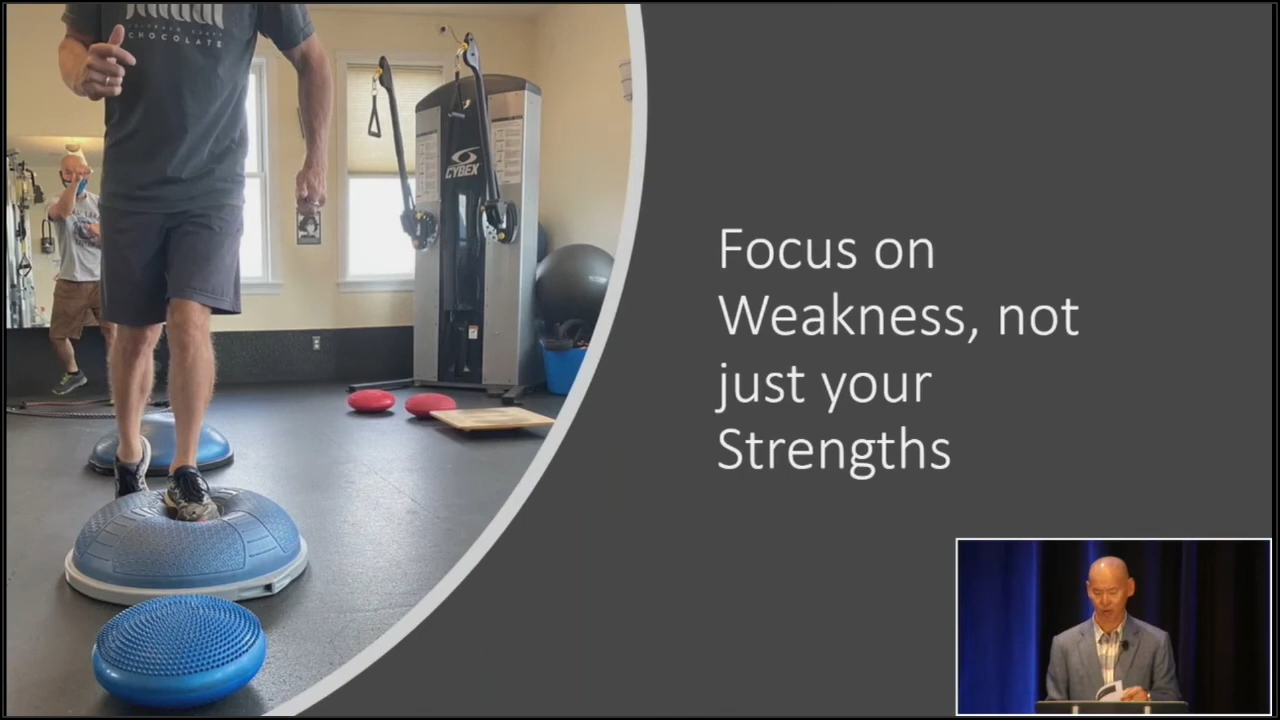 CHOCOLATE
CYBEX
Focus on
Weakness, not
just your
Strengths